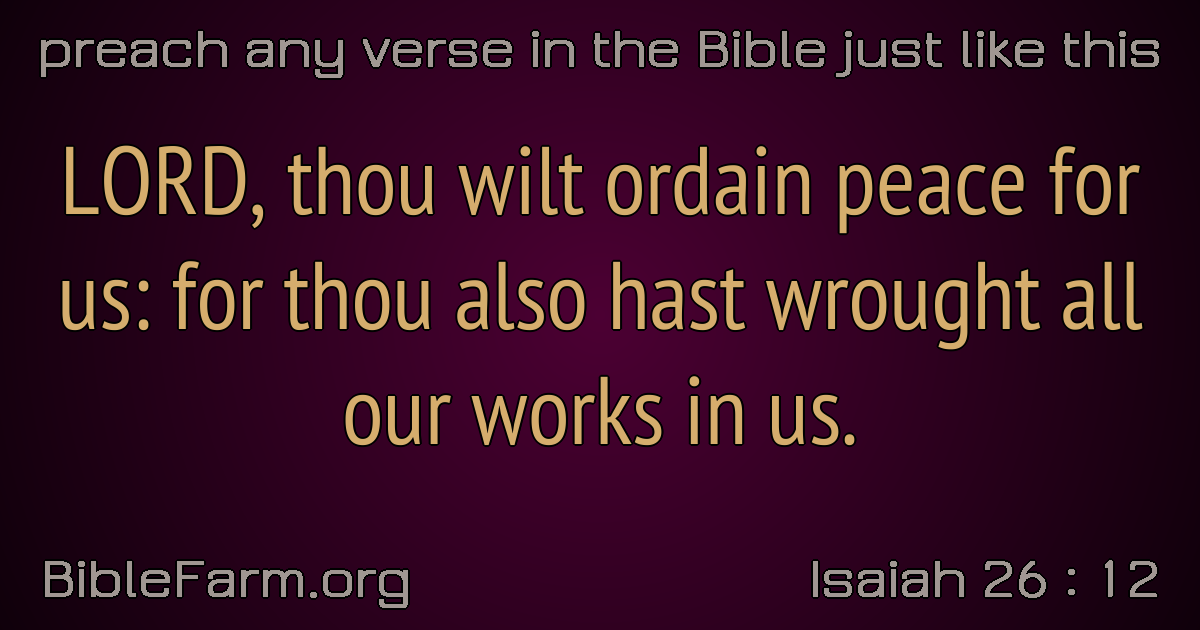 preach any verse in the Bible just like this
LORD, thou wilt ordain peace for
us: for thou also hast wrought all
our works in us.
BibleFarm.org
Isaiah 26 : 12